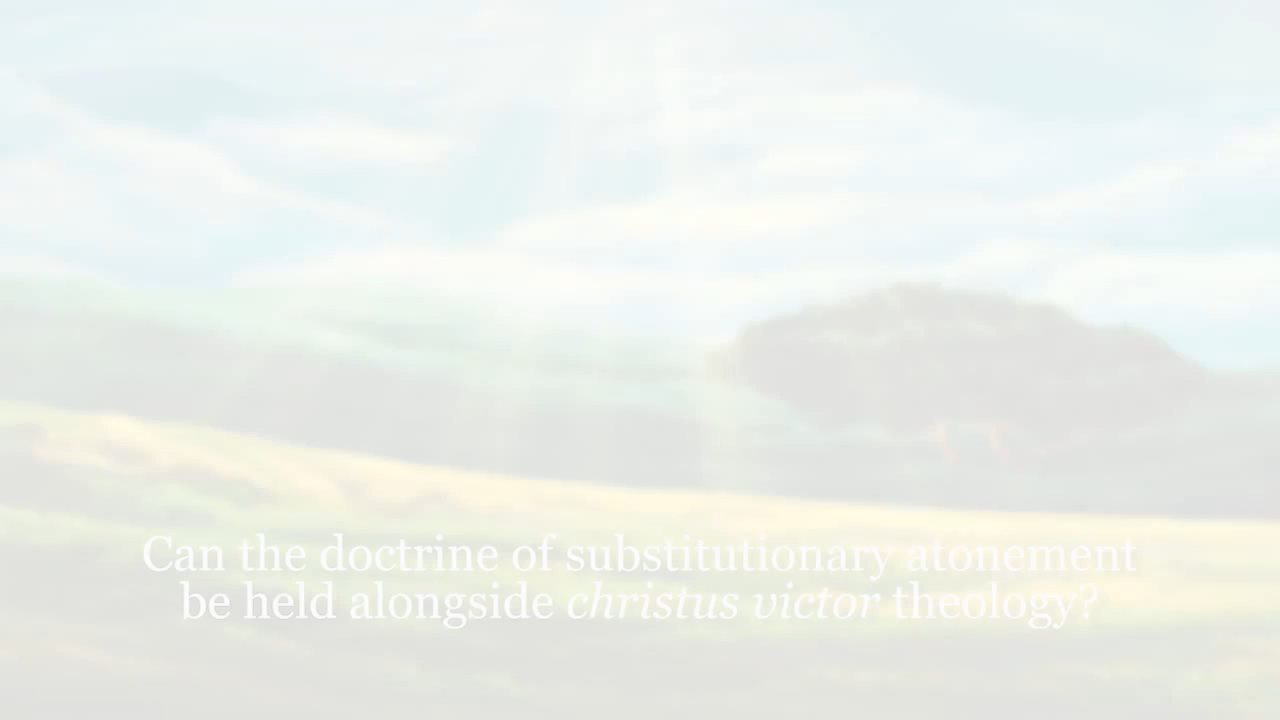 Can the doctrine of substitutionary atonement
be held alongside christus victor theology?